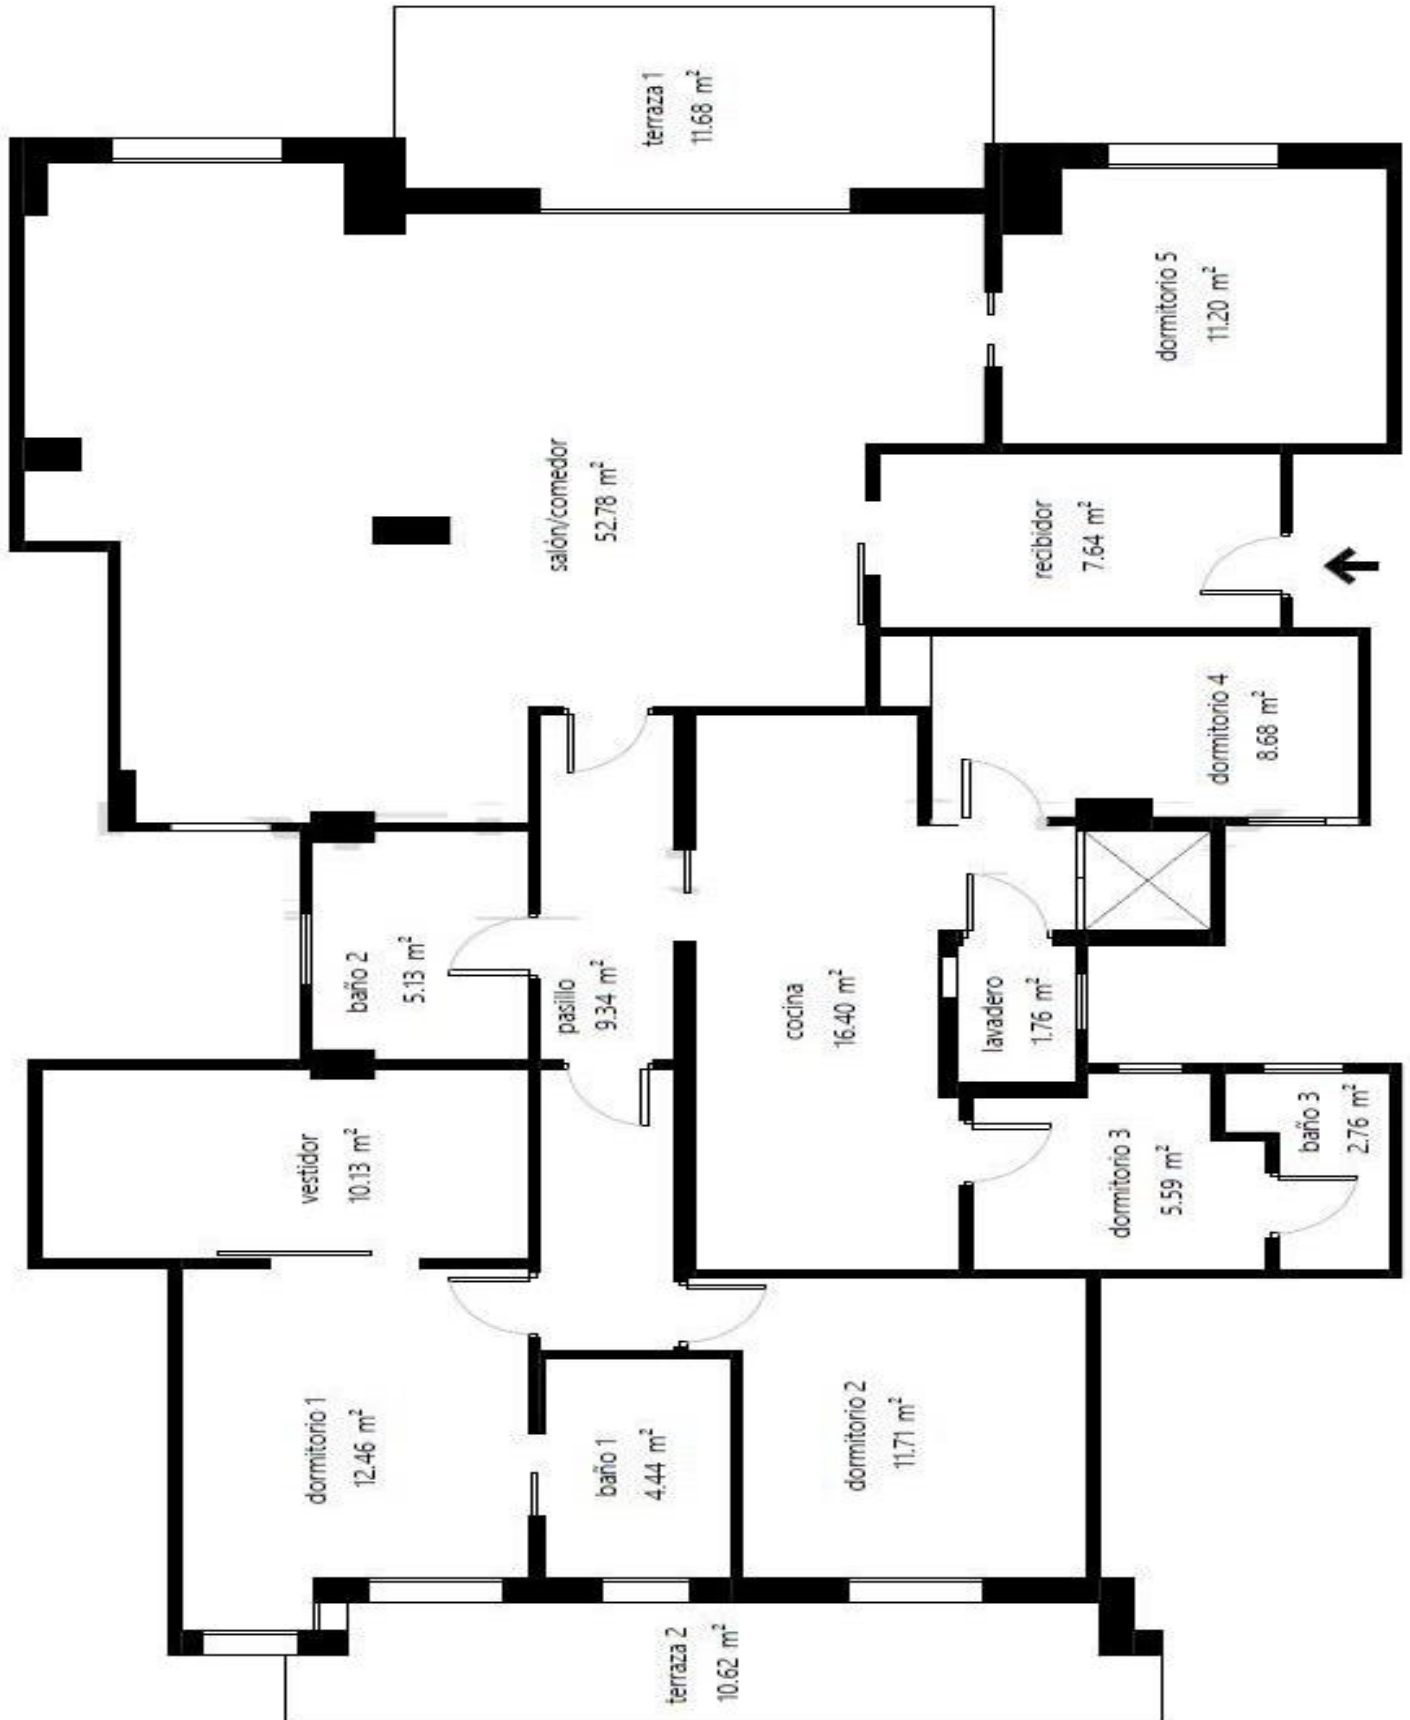 terraza 1
11.68 m²
dormitorio 5
11.20 m²
salón/comedor
52.78 m²
recibidor
7.64 m²
dormitorio 4
8.68 m²
baño 2
5.13 m²
pasillo
9.34 m²
cocina
16.40 m²
lavadero
1.76 m²
vestidor
10.13 m²
dormitorio 3
5.59 m²
baño 3
2.76 m²
dormitorio 1
12.46 m²
baño 1
4.44 m²
dormitorio 2
11.71 m²
terraza 2
10.62 m²